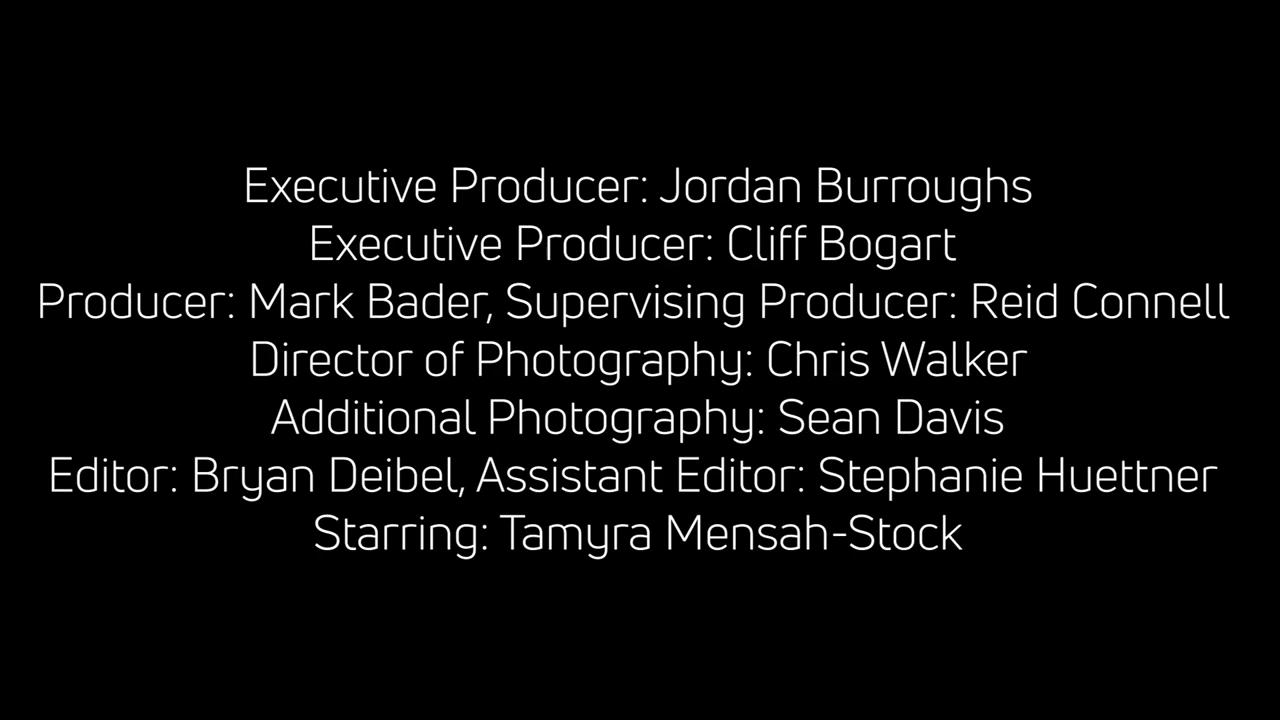 Executive Producer: Jordan Burroughs
Executive Producer: Cliff Bogart
Producer: Mark Bader, Supervising Producer: Reid Connell
Director of Photography: Chris Walker
Additional Photography: Sean Davis
Editor: Bryan Deibel, Assistant Editor: Stephanie Huettner
Starring: Tamyra Mensah-Stock